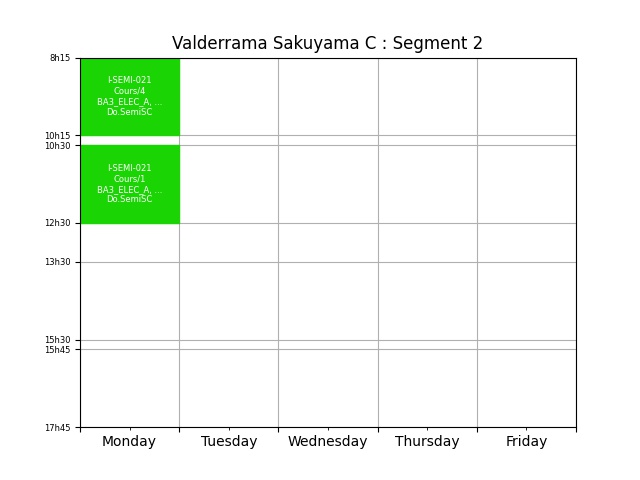 Valderrama Sakuyama C : Segment 2
8h15
I-SEMI-021
Cours/4
BA3_ELEC_A, ...
Do.SemiSC
10h15
10h30
I-SEMI-021
Cours/1
BA3_ELEC_A, ...
Do.SemiSC
12h30
13h30
15h30
15h45
17h45
Monday Tuesday Wednesday Thursday Friday